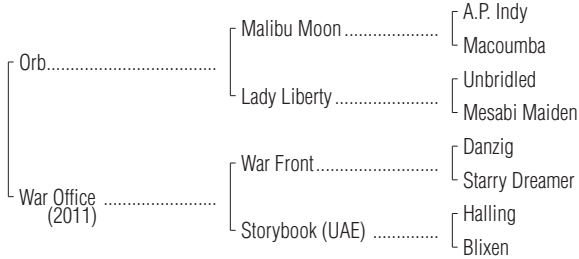 A.P. Indy
Malibu Moon
Macoumba
Orb
Unbridled
Lady Liberty
Mesabi Maiden
Danzig
War Front
Starry Dreamer
War Office
(2011)
Halling
Storybook (UAE)
Blixen